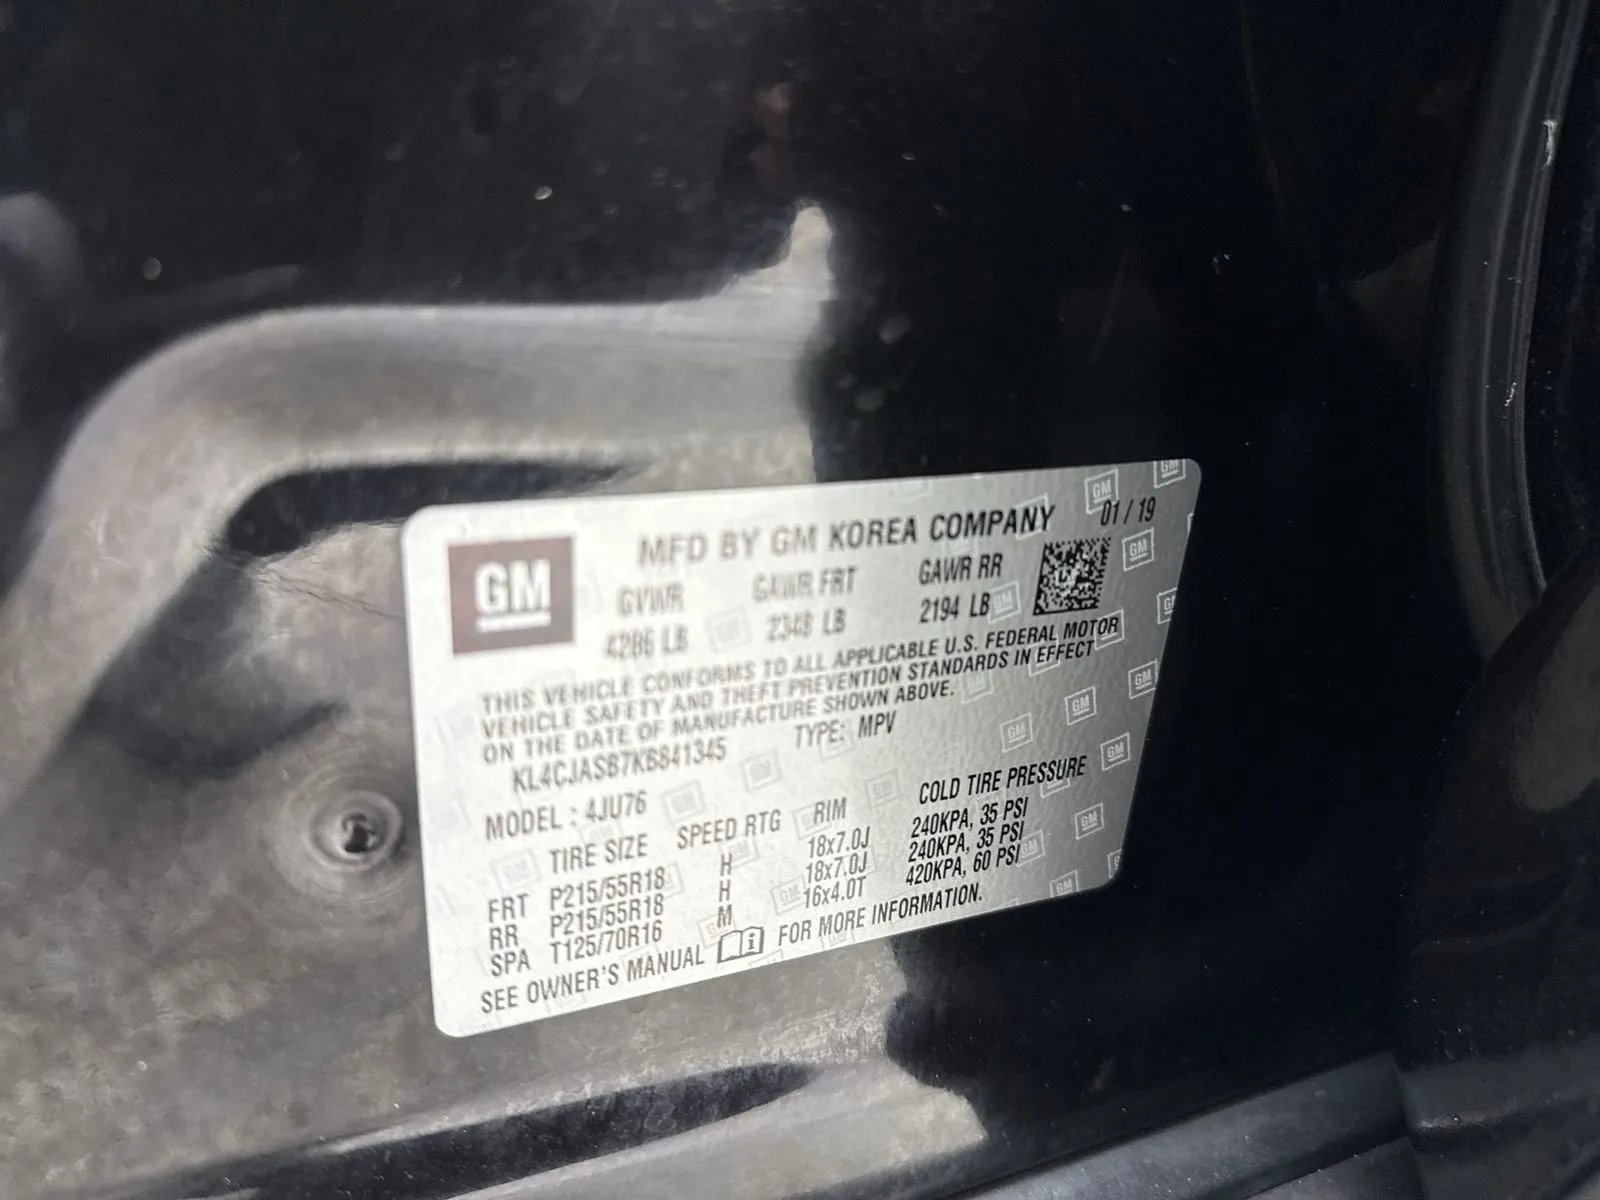 GM
MFD BY GM KOREA COMPANY 01 / 19
GVWR GAWR FRT GAWR RR
4286 LB 2348 LB 2194 LB
THIS VEHICLE CONFORMS TO ALL APPLICABLE U.S. FEDERAL MOTOR
VEHICLE SAFETY AND THEFT PREVENTION STANDARDS IN EFFECT
ON THE DATE OF MANUFACTURE SHOWN ABOVE.
KL4CJASB7KB841345 TYPE: MPV
MODEL : 4JU76
TIRE SIZE SPEED RTG RIM COLD TIRE PRESSURE
FRT P215/55R18 H 18x7.0J 240KPA, 35 PSI
RR P215/55R18 H 18x7.0J 240KPA, 35 PSI
SPA T125/70R16 M 16x4.0T 420KPA, 60 PSI
SEE OWNER'S MANUAL FOR MORE INFORMATION.